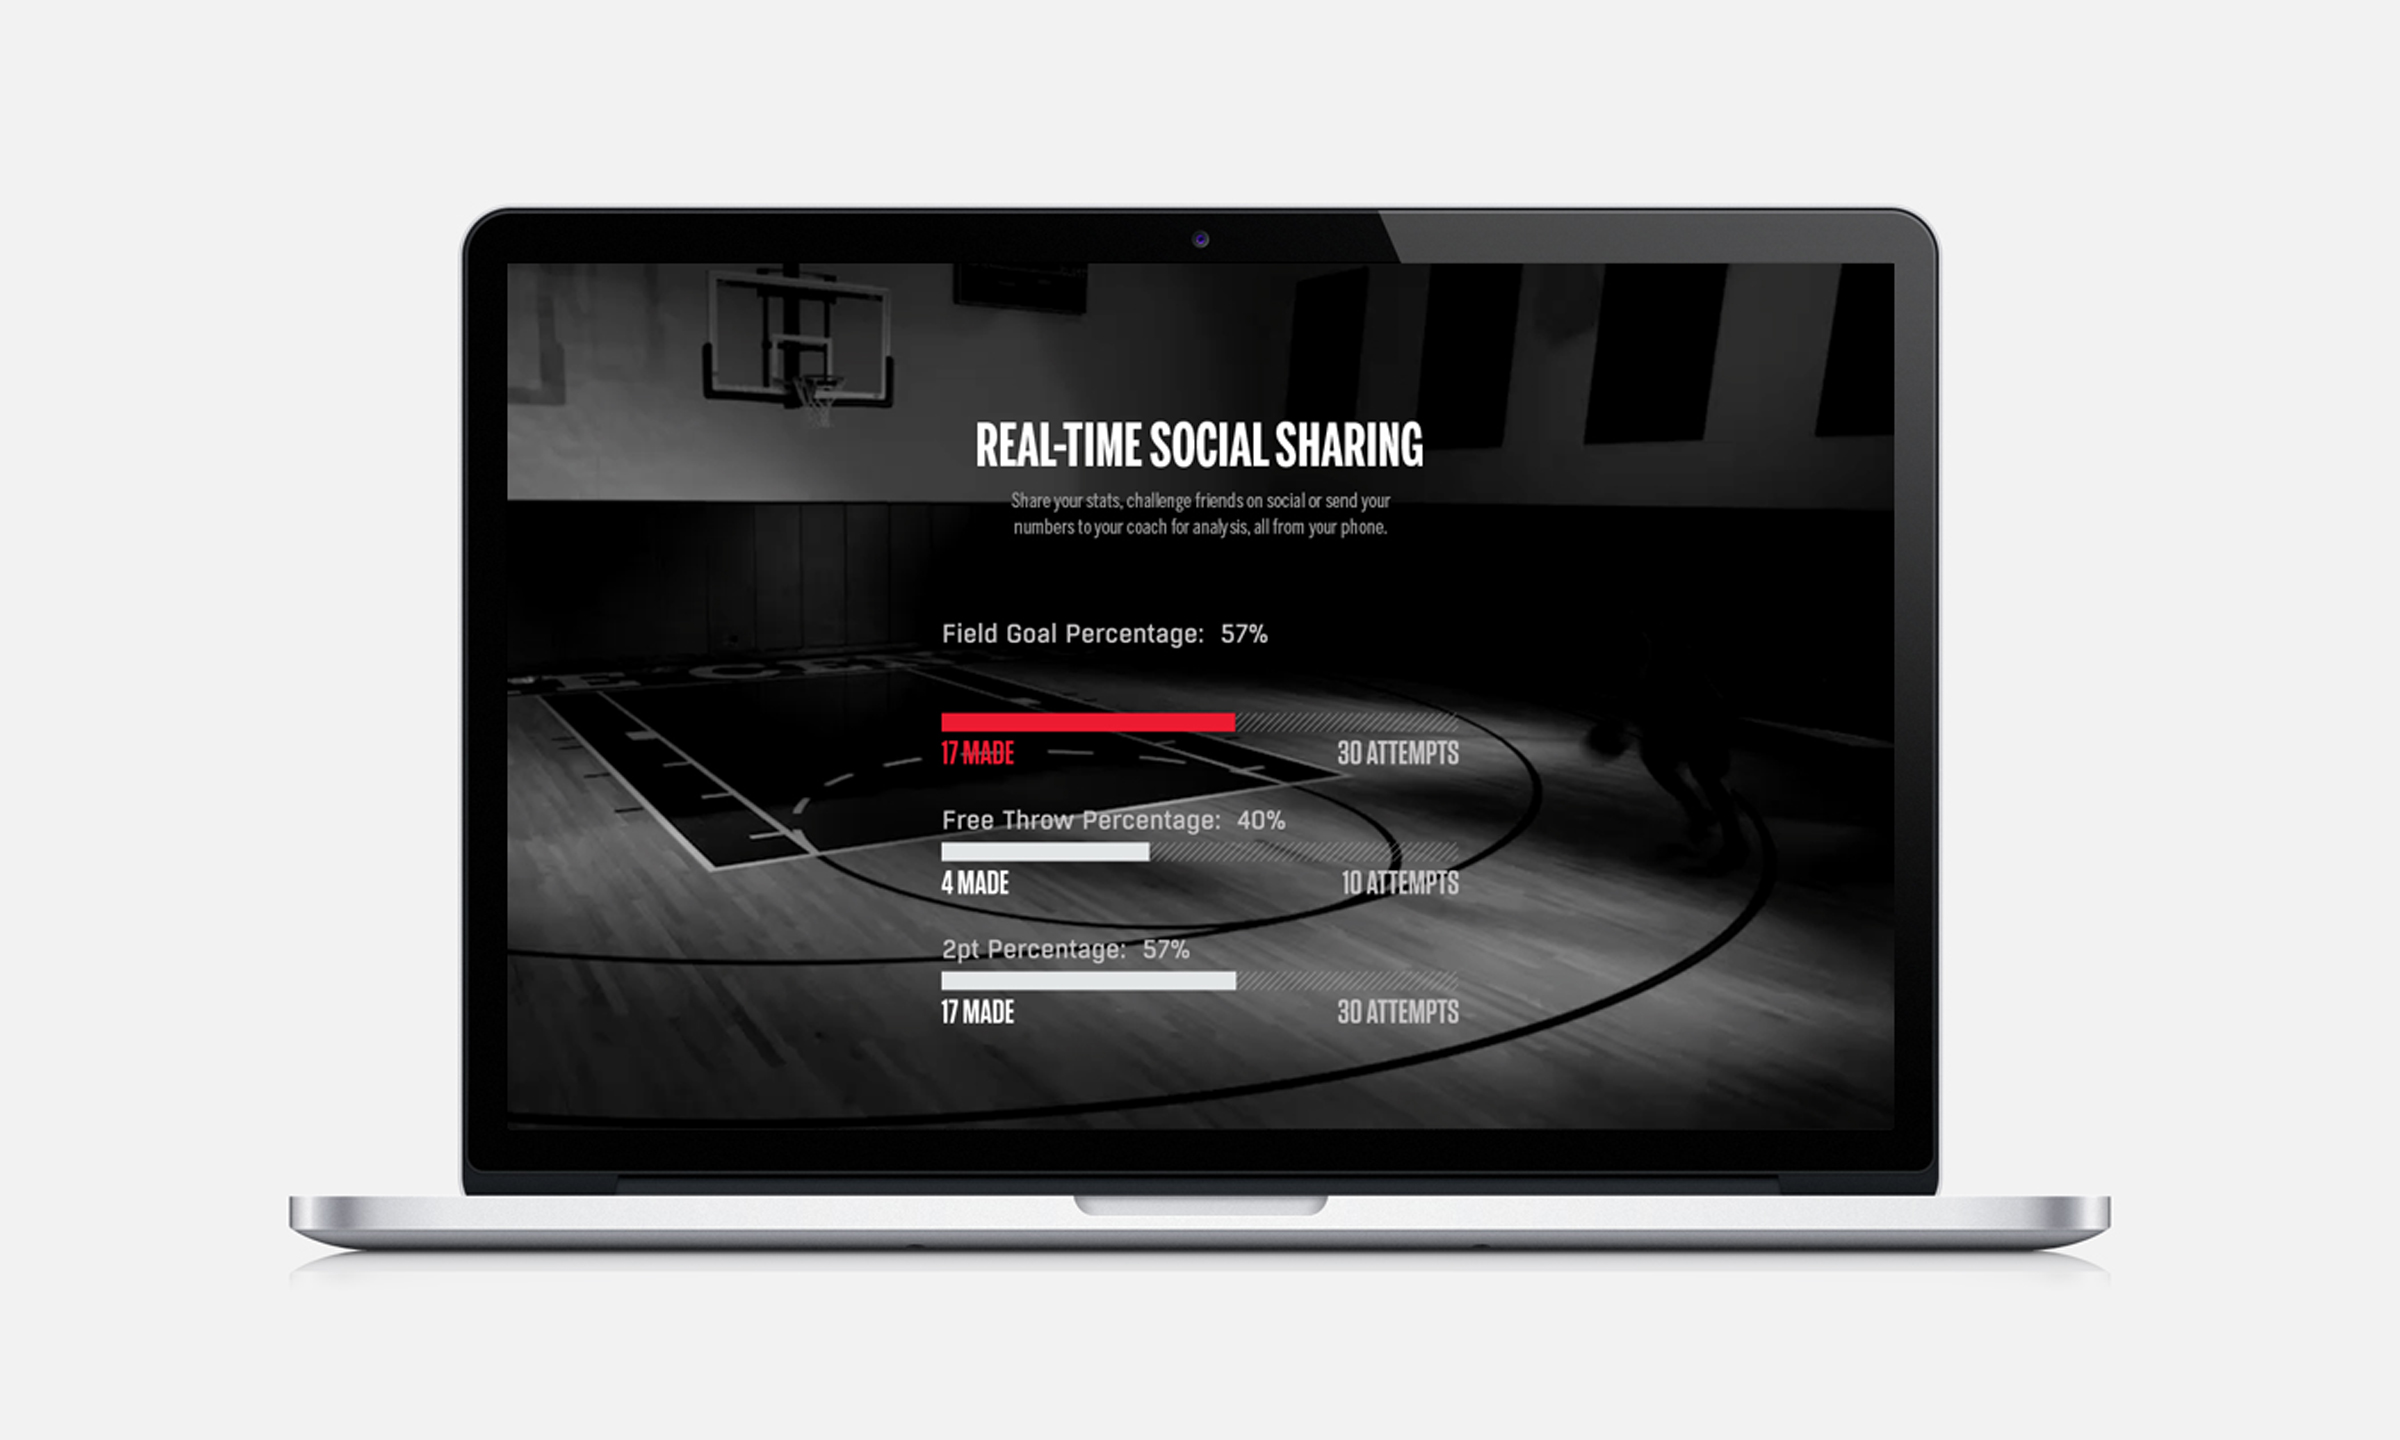 REAL-TIME SOCIAL SHARING
Share your stats, challenge friends on social or send your
numbers to your coach for analysis, all from your phone.
Field Goal Percentage: 57%
17 MADE
30 ATTEMPTS
Free Throw Percentage: 40%
4 MADE
10 ATTEMPTS
2pt Percentage: 57%
17 MADE
30 ATTEMPTS